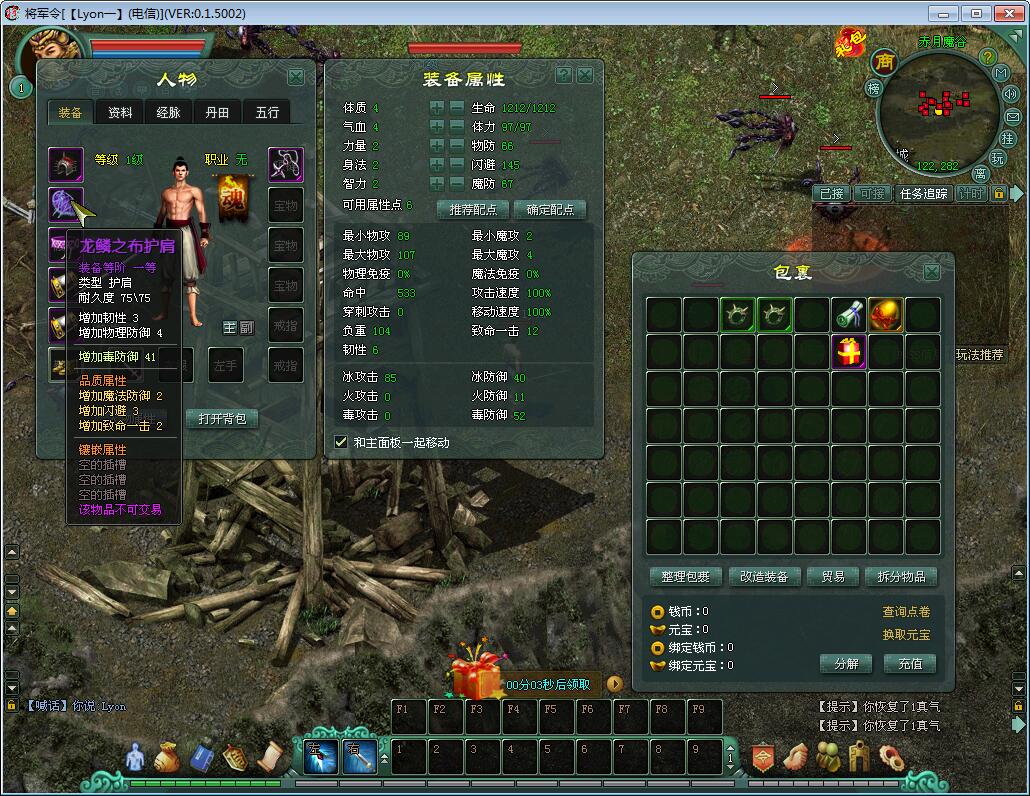 将军令[【Lyon一】(电信)](VER:0.1.5002)
1
人物
装备 资料 经脉 丹田 五行
等级 1级 职业 无
魂
宝物
宝物
宝物
戒指
主 副
左手
戒指
打开背包
龙鳞之布护肩
装备等阶 一等
类型 护肩
耐久度 75\75
增加韧性 3
增加物理防御 4
增加毒防御 41
品质属性
增加魔法防御 2
增加闪避 3
增加致命一击 2
镶嵌属性
空的插槽
空的插槽
空的插槽
该物品不可交易
装备属性
体质 4 生命 1212/1212
气血 4 体力 97/97
力量 2 物防 66
身法 2 闪避 145
智力 2 魔防 67
可用属性点 6 推荐配点 确定配点
最小物攻 89 最小魔攻 2
最大物攻 107 最大魔攻 4
物理免疫 0% 魔法免疫 0%
命中 533 攻击速度 100%
穿刺攻击 0 移动速度 100%
负重 104 致命一击 12
韧性 6
冰攻击 85 冰防御 40
火攻击 0 火防御 11
毒攻击 0 毒防御 52
和主面板一起移动
礼包
赤月魔谷
商
榜
M
挂
玩
离
城
122,282
已接 可接 任务追踪 计时
包裹
玩法推荐
整理包裹 改造装备 贸易 拆分物品
钱币:0 查询点卷
元宝:0 换取元宝
绑定钱币:0
绑定元宝:0 分解 充值
00分03秒后领取
【喊话】你说:Lyon
【提示】你恢复了1真气
【提示】你恢复了1真气
F1 F2 F3 F4 F5 F6 F7 F8 F9
左 右 1 2 3 4 5 6 7 8 9 1